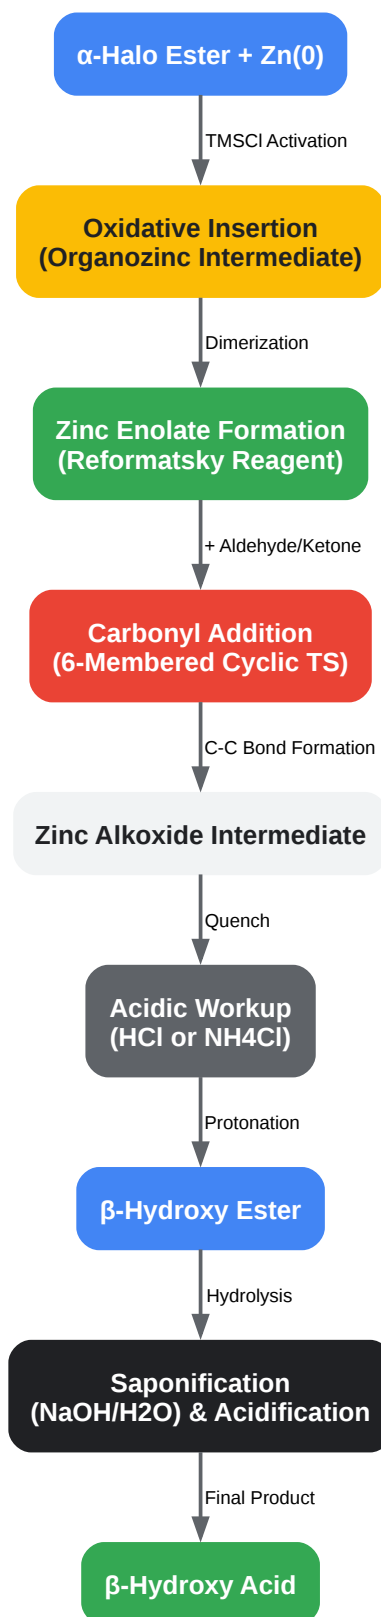 α-Halo Ester + Zn(0)
TMSCl Activation
Oxidative Insertion
(Organozinc Intermediate)
Dimerization
Zinc Enolate Formation
(Reformatsky Reagent)
+ Aldehyde/Ketone
Carbonyl Addition
(6-Membered Cyclic TS)
C-C Bond Formation
Zinc Alkoxide Intermediate
Quench
Acidic Workup
(HCl or NH4Cl)
Protonation
β-Hydroxy Ester
Hydrolysis
Saponification
(NaOH/H2O) & Acidification
Final Product
β-Hydroxy Acid